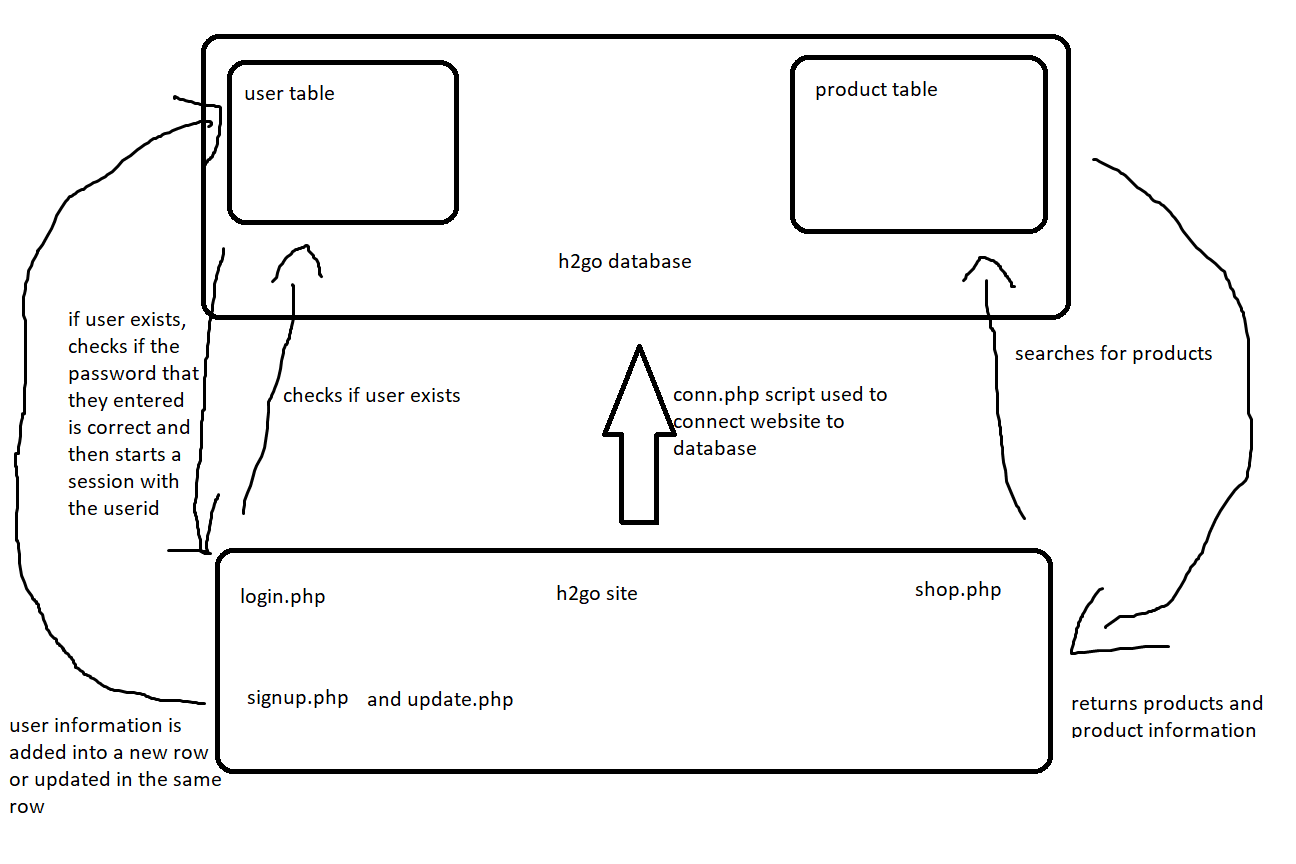 user table
product table
h2go database
if user exists,
checks if the
password that
they entered
is correct and
then starts a
session with
the userid
checks if user exists
conn.php script used to
connect website to
database
searches for products
login.php
h2go site
shop.php
signup.php
and update.php
user information is
added into a new row
or updated in the same
row
returns products and
product information